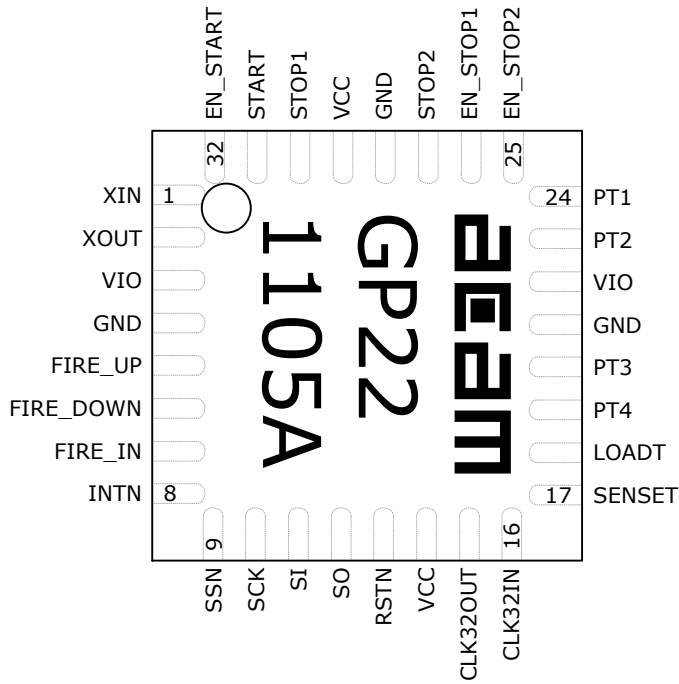 EN_START
START
STOP1
VCC
GND
STOP2
EN_STOP1
EN_STOP2
32
25
XIN 1
24 PT1
XOUT
PT2
VIO
VIO
GND
GND
FIRE_UP
PT3
FIRE_DOWN
PT4
FIRE_IN
LOADT
INTN 8
17 SENSET
acam
GP22
1105A
9
16
SSN
SCK
SI
SO
RSTN
VCC
CLK32OUT
CLK32IN